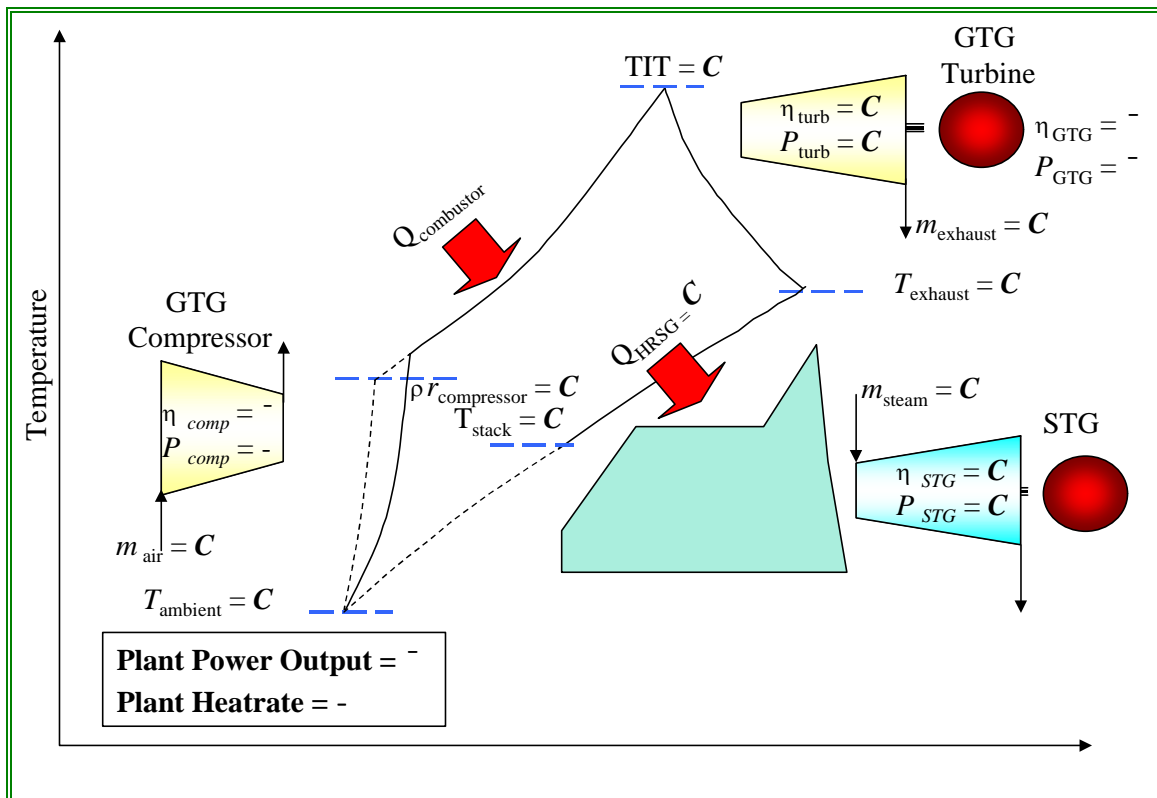 TIT = C
GTG
Turbine
η turb = C
P turb = C
η GTG = -
P GTG = -
m exhaust = C
Q combustor
T exhaust = C
GTG
Compressor
Q HRSG = C
ρ r compressor = C
T stack = C
m steam = C
η comp = -
P comp = -
STG
η STG = C
P STG = C
m air = C
T ambient = C
Plant Power Output = -
Plant Heatrate = -
Temperature